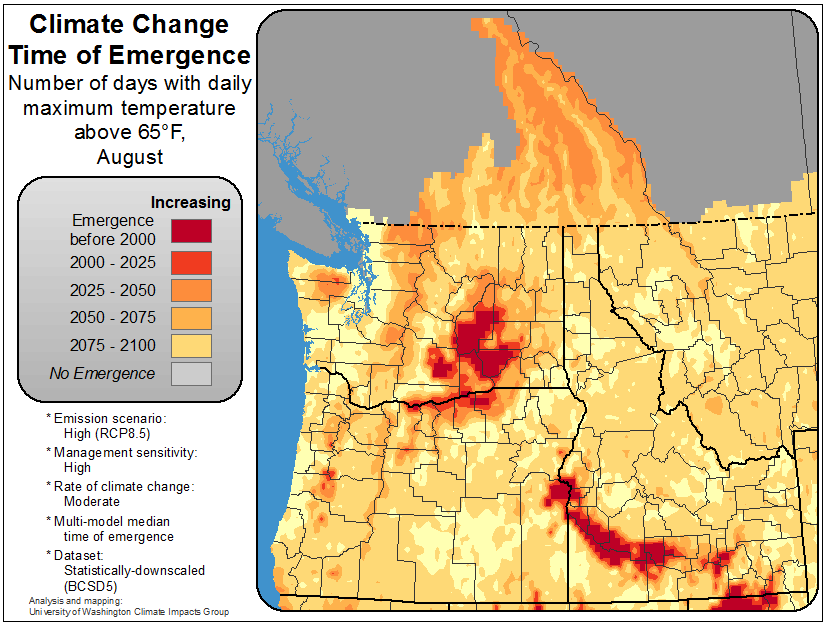 Climate Change
Time of Emergence
Number of days with daily
maximum temperature
above 65°F,
August
Increasing
Emergence
before 2000
2000 - 2025
2025 - 2050
2050 - 2075
2075 - 2100
No Emergence
* Emission scenario:
High (RCP8.5)
* Management sensitivity:
High
* Rate of climate change:
Moderate
* Multi-model median
time of emergence
* Dataset:
Statistically-downscaled
(BCSD5)
Analysis and mapping:
University of Washington Climate Impacts Group